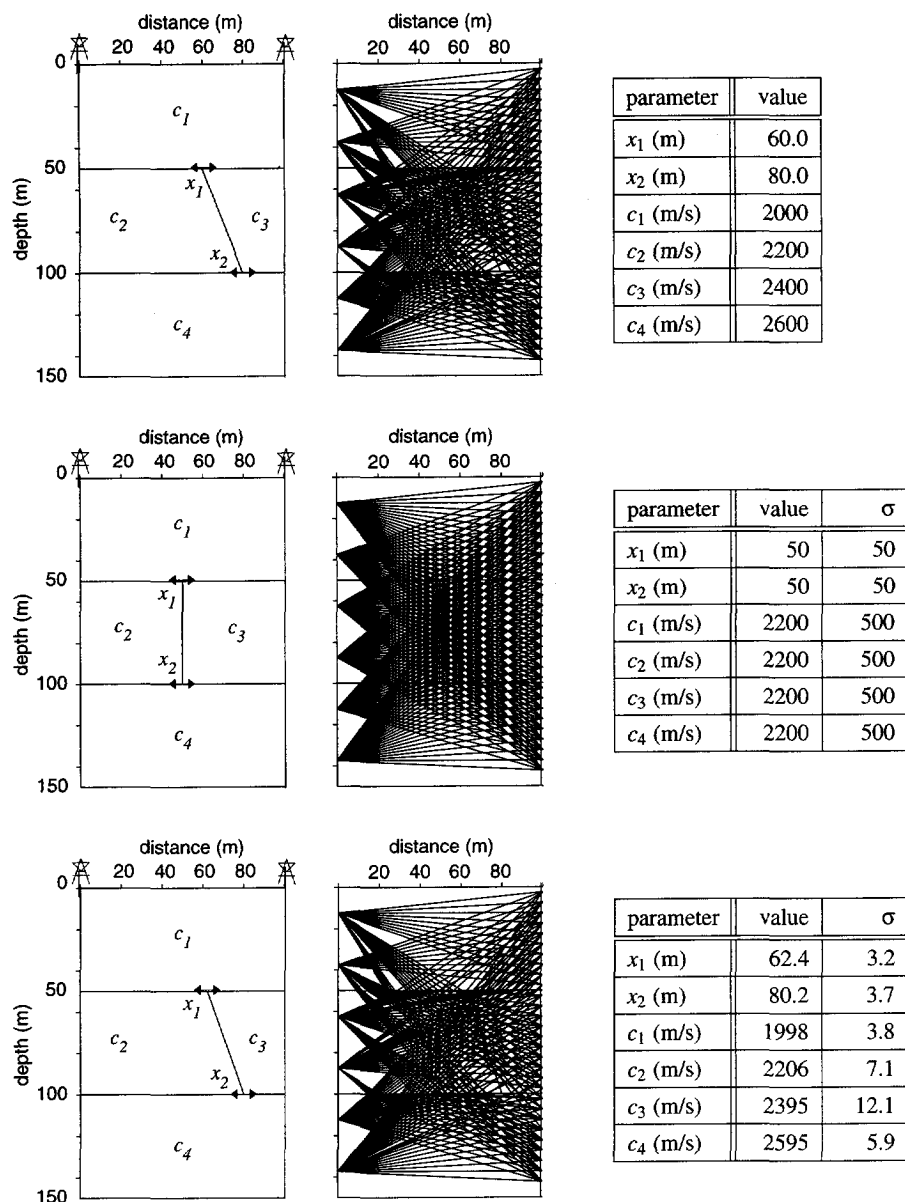 distance (m)
20 40 60 80
0
50
100
150
depth (m)
c1
x1
c2
c3
x2
c4
distance (m)
20 40 60 80
parameter value
x1 (m) 60.0
x2 (m) 80.0
c1 (m/s) 2000
c2 (m/s) 2200
c3 (m/s) 2400
c4 (m/s) 2600
distance (m)
20 40 60 80
0
50
100
150
depth (m)
c1
x1
c2
c3
x2
c4
distance (m)
20 40 60 80
parameter value σ
x1 (m) 50 50
x2 (m) 50 50
c1 (m/s) 2200 500
c2 (m/s) 2200 500
c3 (m/s) 2200 500
c4 (m/s) 2200 500
distance (m)
20 40 60 80
0
50
100
150
depth (m)
c1
x1
c2
c3
x2
c4
distance (m)
20 40 60 80
parameter value σ
x1 (m) 62.4 3.2
x2 (m) 80.2 3.7
c1 (m/s) 1998 3.8
c2 (m/s) 2206 7.1
c3 (m/s) 2395 12.1
c4 (m/s) 2595 5.9